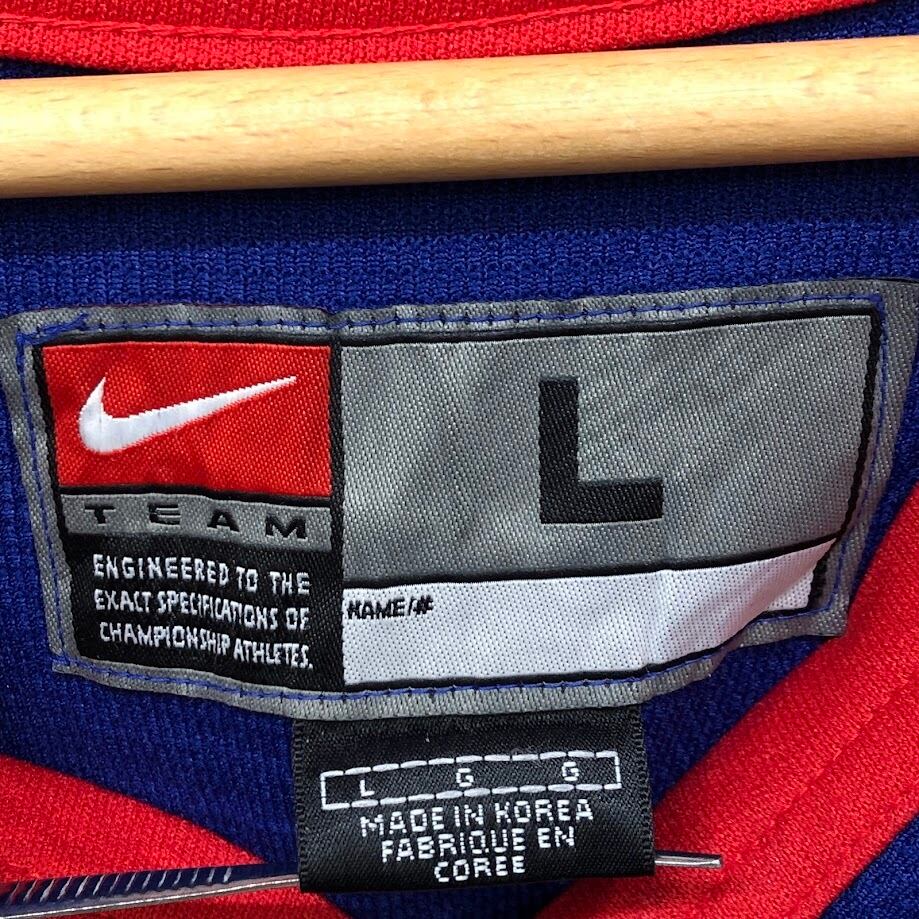 TEAM
ENGINEERED TO THE
EXACT SPECIFICATIONS OF
CHAMPIONSHIP ATHLETES.
L
NAME/#
L G G
MADE IN KOREA
FABRIQUE EN
COREE